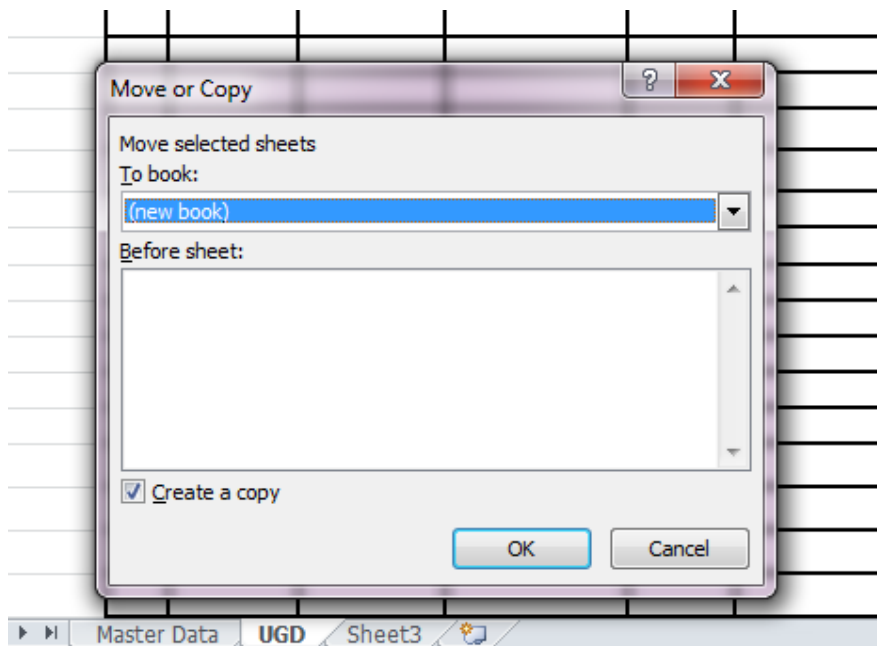 Move or Copy
Move selected sheets
To book:
(new book)
Before sheet:
Create a copy
OK Cancel
Master Data UGD Sheet3